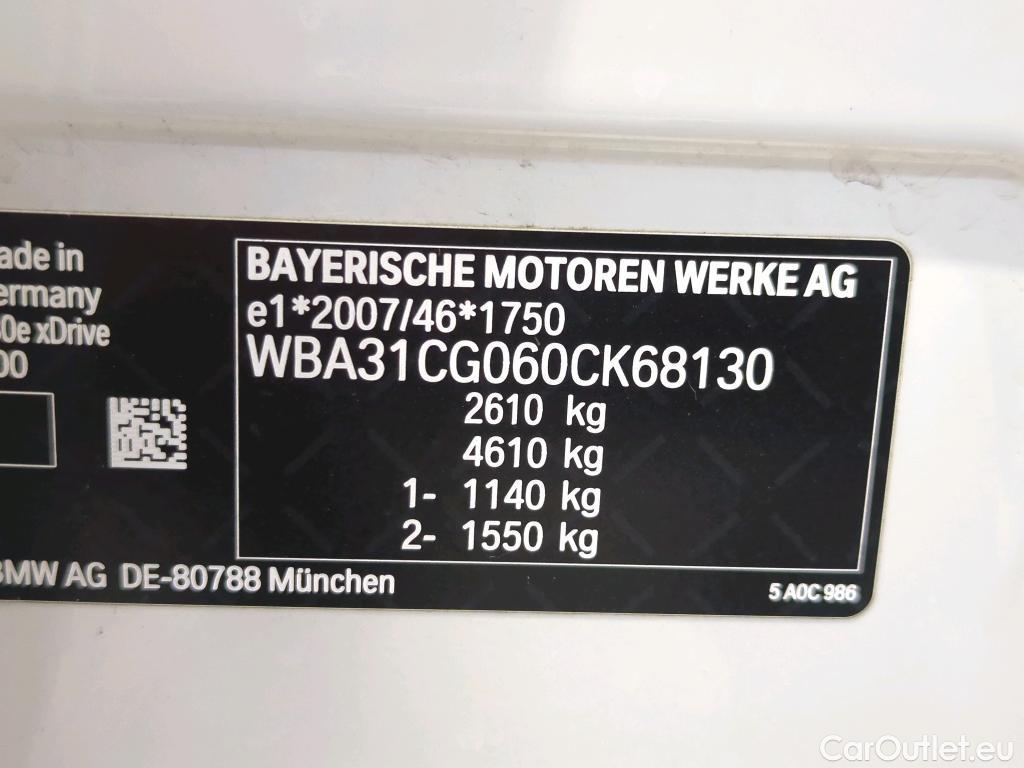 ade in
ermany
0e xDrive
00
BAYERISCHE MOTOREN WERKE AG
e1*2007/46*1750
WBA31CG060CK68130
2610 kg
4610 kg
1- 1140 kg
2- 1550 kg
BMW AG DE-80788 München
5 A0C 986
CarOutlet.eu